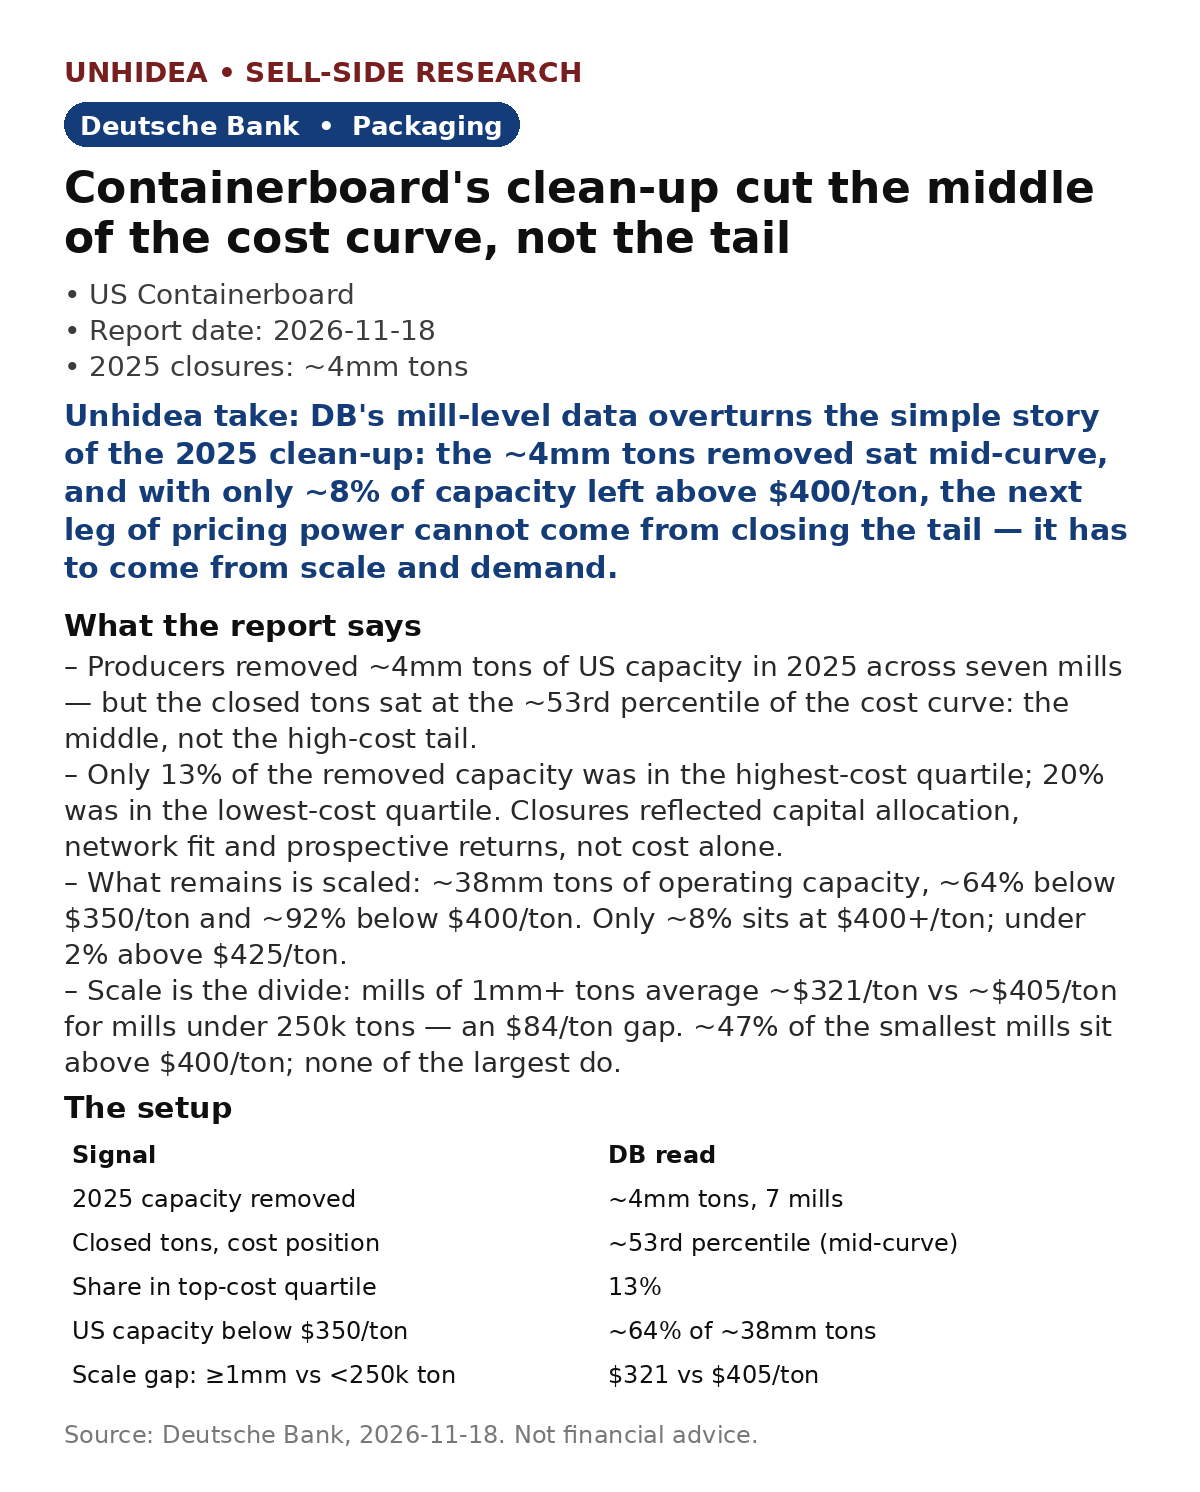 UNHIDEA • SELL-SIDE RESEARCH
Deutsche Bank • Packaging
Containerboard's clean-up cut the middle
of the cost curve, not the tail
• US Containerboard
• Report date: 2026-11-18
• 2025 closures: ~4mm tons
Unhidea take: DB's mill-level data overturns the simple story
of the 2025 clean-up: the ~4mm tons removed sat mid-curve,
and with only ~8% of capacity left above $400/ton, the next
leg of pricing power cannot come from closing the tail — it has
to come from scale and demand.
What the report says
– Producers removed ~4mm tons of US capacity in 2025 across seven mills
— but the closed tons sat at the ~53rd percentile of the cost curve: the
middle, not the high-cost tail.
– Only 13% of the removed capacity was in the highest-cost quartile; 20%
was in the lowest-cost quartile. Closures reflected capital allocation,
network fit and prospective returns, not cost alone.
– What remains is scaled: ~38mm tons of operating capacity, ~64% below
$350/ton and ~92% below $400/ton. Only ~8% sits at $400+/ton; under
2% above $425/ton.
– Scale is the divide: mills of 1mm+ tons average ~$321/ton vs ~$405/ton
for mills under 250k tons — an $84/ton gap. ~47% of the smallest mills sit
above $400/ton; none of the largest do.
The setup
Signal DB read
2025 capacity removed ~4mm tons, 7 mills
Closed tons, cost position ~53rd percentile (mid-curve)
Share in top-cost quartile 13%
US capacity below $350/ton ~64% of ~38mm tons
Scale gap: ≥1mm vs <250k ton $321 vs $405/ton
Source: Deutsche Bank, 2026-11-18. Not financial advice.